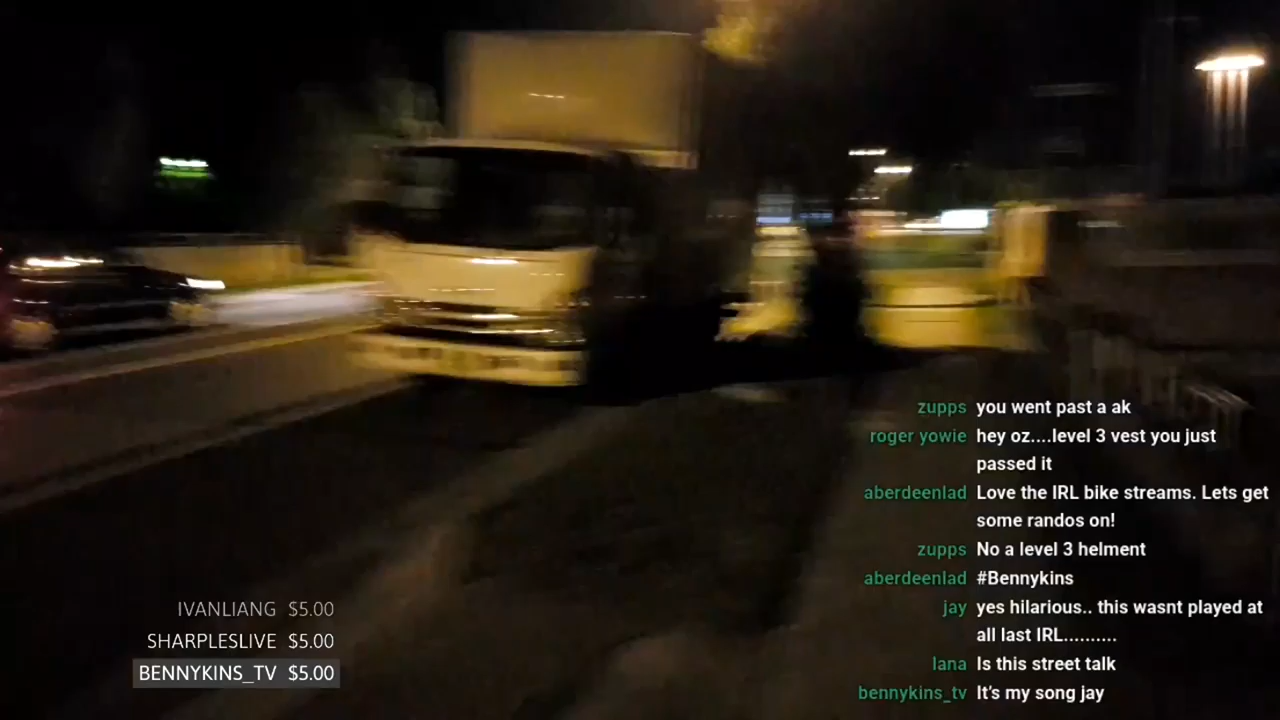 zupps you went past a ak
roger yowie hey oz....level 3 vest you just
passed it
aberdeenlad Love the IRL bike streams. Lets get
some randos on!
zupps No a level 3 helment
aberdeenlad #Bennykins
jay yes hilarious.. this wasnt played at
all last IRL..........
lana Is this street talk
bennykins_tv It's my song jay
IVANLIANG $5.00
SHARPLESLIVE $5.00
BENNYKINS_TV $5.00